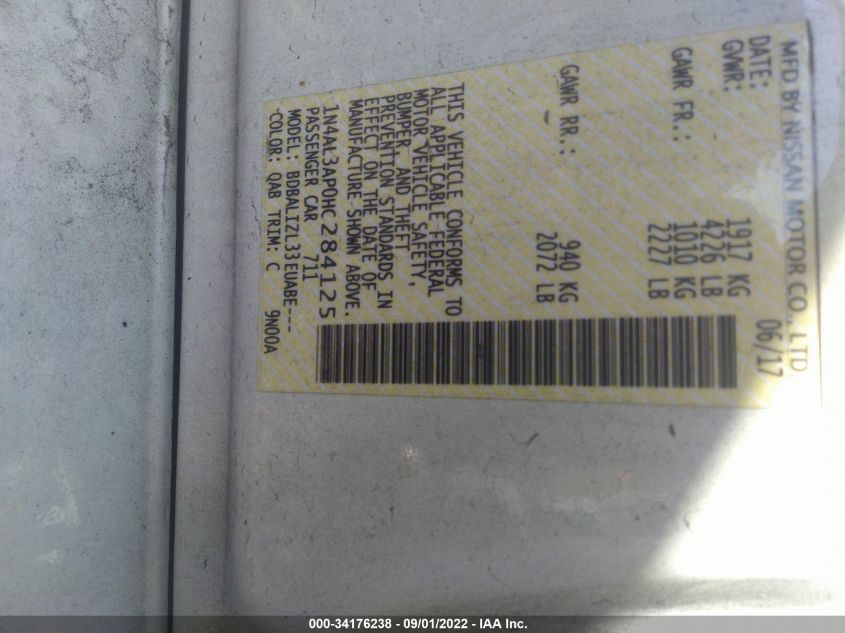 MFD BY NISSAN MOTOR CO., LTD
DATE: 06/17
GVWR: 1917 KG
4226 LB
GAWR FR.: 1010 KG
2227 LB
GAWR RR.: 940 KG
2072 LB
THIS VEHICLE CONFORMS TO
ALL APPLICABLE FEDERAL
MOTOR VEHICLE SAFETY,
BUMPER, AND THEFT
PREVENTION STANDARDS IN
EFFECT ON THE DATE OF
MANUFACTURE SHOWN ABOVE.
1N4AL3AP0HC284125
PASSENGER CAR 711
MODEL: BDBALIZL33EUABE---
COLOR: QAB TRIM: C 9N00A
000-34176238 - 09/01/2022 - IAA Inc.